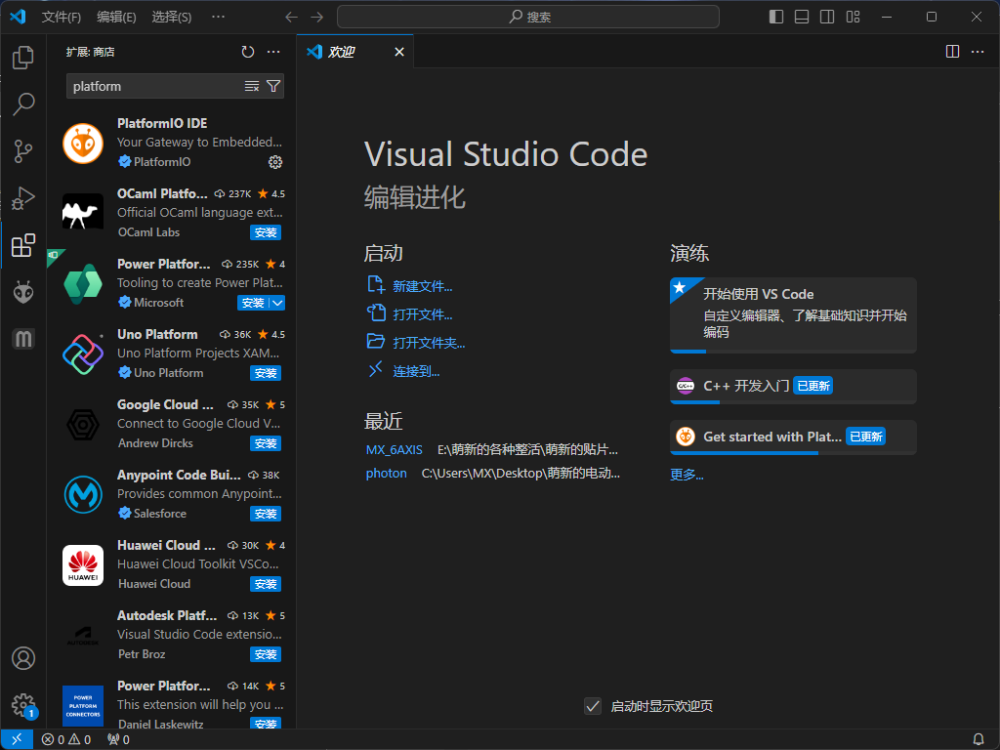 文件(F) 编辑(E) 选择(S) ··· 搜索
扩展: 商店
platform
PlatformIO IDE
Your Gateway to Embedded...
PlatformIO
OCaml Platfo... 237K 4.5
Official OCaml language ext...
OCaml Labs 安装
Power Platfor... 235K 4
Tooling to create Power Plat...
Microsoft 安装
Uno Platform 36K 4.5
Uno Platform Projects XAM...
Uno Platform 安装
Google Cloud ... 35K 5
Connect to Google Cloud V...
Andrew Dircks 安装
Anypoint Code Bui... 38K
Provides common Anypoint...
Salesforce 安装
HUAWEI
Huawei Cloud ... 30K 4
Huawei Cloud Toolkit VSCo...
Huawei Cloud 安装
AUTODESK
Autodesk Platf... 13K 5
Visual Studio Code extensio...
Petr Broz 安装
POWER
PLATFORM
CONNECTORS
Power Platfor... 14K 5
This extension will help you ...
Daniel Laskewitz 安装
1
0 0 0
欢迎
Visual Studio Code
编辑进化
启动
新建文件...
打开文件...
打开文件夹...
连接到...
最近
MX_6AXIS E:\萌新的各种整活\萌新的贴片...
photon C:\Users\MX\Desktop\萌新的电动...
演练
开始使用 VS Code
自定义编辑器、了解基础知识并开始
编码
C/C++
C++ 开发入门 已更新
Get started with Plat... 已更新
更多...
启动时显示欢迎页